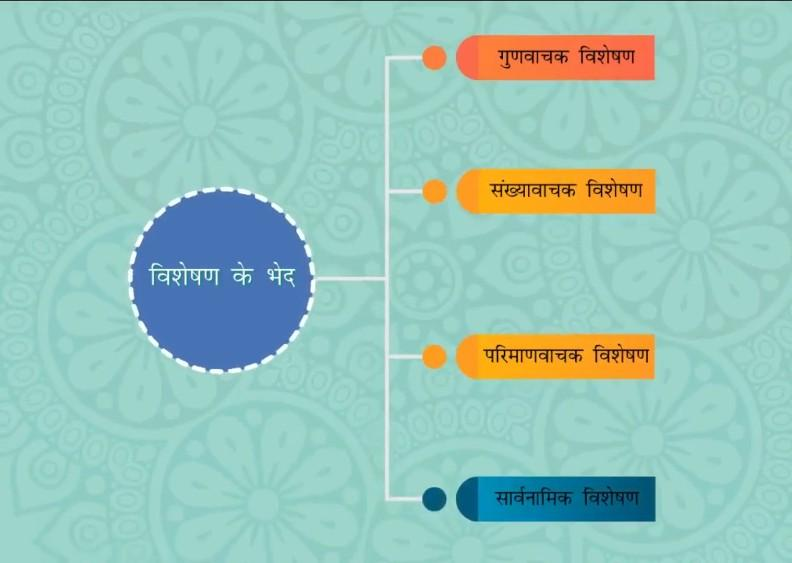 विशेषण के भेद
गुणवाचक विशेषण
संख्यावाचक विशेषण
परिमाणवाचक विशेषण
सार्वनामिक विशेषण